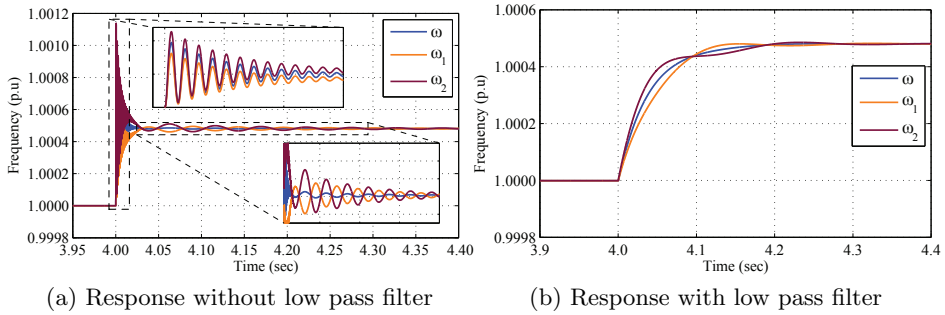 1.0012
1.0010
1.0008
1.0006
1.0004
1.0002
1.0000
0.9998
Frequency (p.u)
3.95 4.00 4.05 4.10 4.15 4.20 4.25 4.30 4.35 4.40
Time (sec)
ω
ω1
ω2
(a) Response without low pass filter
1.0006
1.0004
1.0002
1.0000
0.9998
Frequency (p.u)
3.9 4.0 4.1 4.2 4.3 4.4
Time (sec)
ω
ω1
ω2
(b) Response with low pass filter